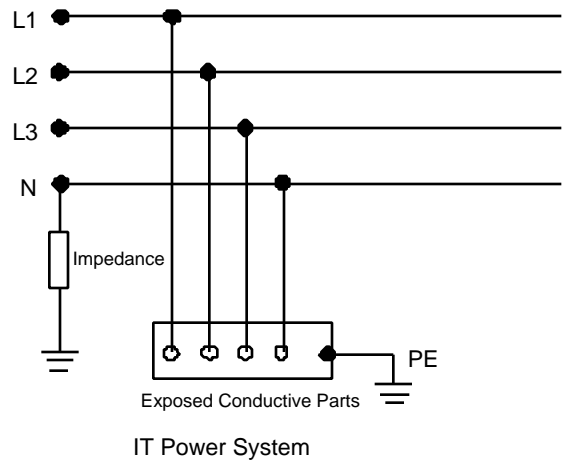 L1
L2
L3
N
Impedance
PE
Exposed Conductive Parts
IT Power System